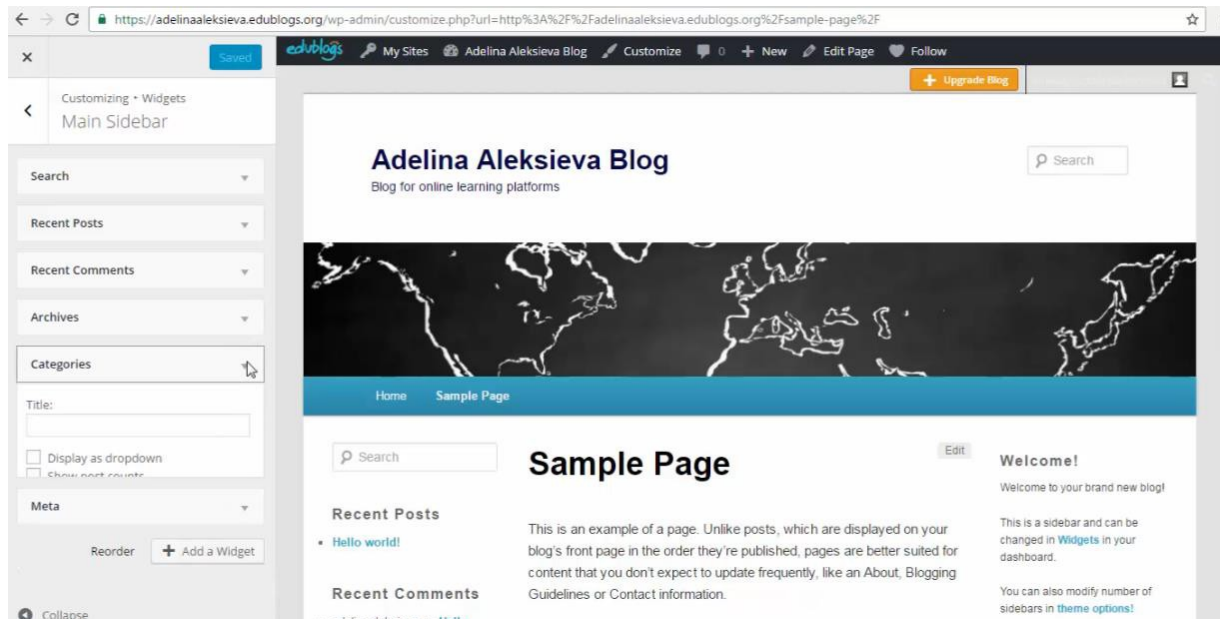 https://adelinaaleksieva.edublogs.org/wp-admin/customize.php?url=http%3A%2F%2Fadelinaaleksieva.edublogs.org%2Fsample-page%2F
Saved
edublogs My Sites Adelina Aleksieva Blog Customize 0 New Edit Page Follow
Upgrade Blog
Customizing • Widgets
Main Sidebar
Search
Recent Posts
Recent Comments
Archives
Categories
Title:
Display as dropdown
Show post counts
Meta
Reorder + Add a Widget
Collapse
Adelina Aleksieva Blog
Blog for online learning platforms
Search
Home Sample Page
Search
Recent Posts
Hello world!
Recent Comments
Sample Page
Edit
This is an example of a page. Unlike posts, which are displayed on your
blog's front page in the order they're published, pages are better suited for
content that you don't expect to update frequently, like an About, Blogging
Guidelines or Contact information.
Welcome!
Welcome to your brand new blog!
This is a sidebar and can be
changed in Widgets in your
dashboard.
You can also modify number of
sidebars in theme options!